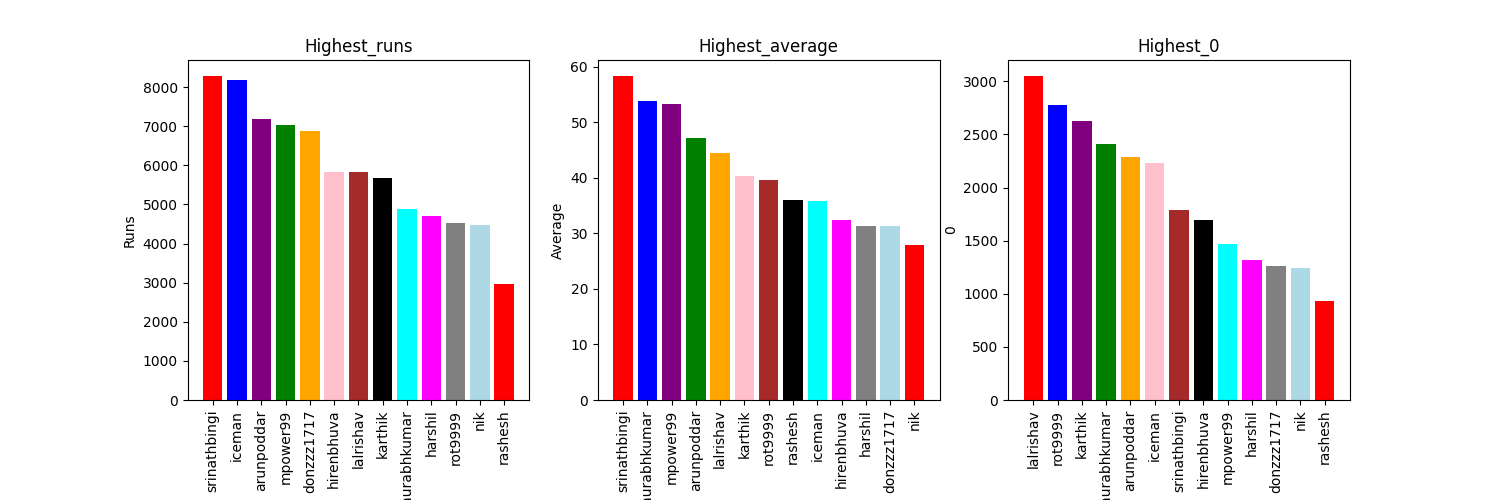 Highest_runs
Runs
8000
7000
6000
5000
4000
3000
2000
1000
0
srinathbingi
iceman
arunpoddar
mpower99
donzzz1717
hirenbhuva
lalrishav
karthik
urabhkumar
harshil
rot9999
nik
rashesh
Highest_average
Average
60
50
40
30
20
10
0
srinathbingi
urabhkumar
mpower99
arunpoddar
lalrishav
karthik
rot9999
rashesh
iceman
hirenbhuva
harshil
donzzz1717
nik
Highest_0
0
3000
2500
2000
1500
1000
500
0
lalrishav
rot9999
karthik
urabhkumar
arunpoddar
iceman
srinathbingi
hirenbhuva
mpower99
harshil
donzzz1717
nik
rashesh